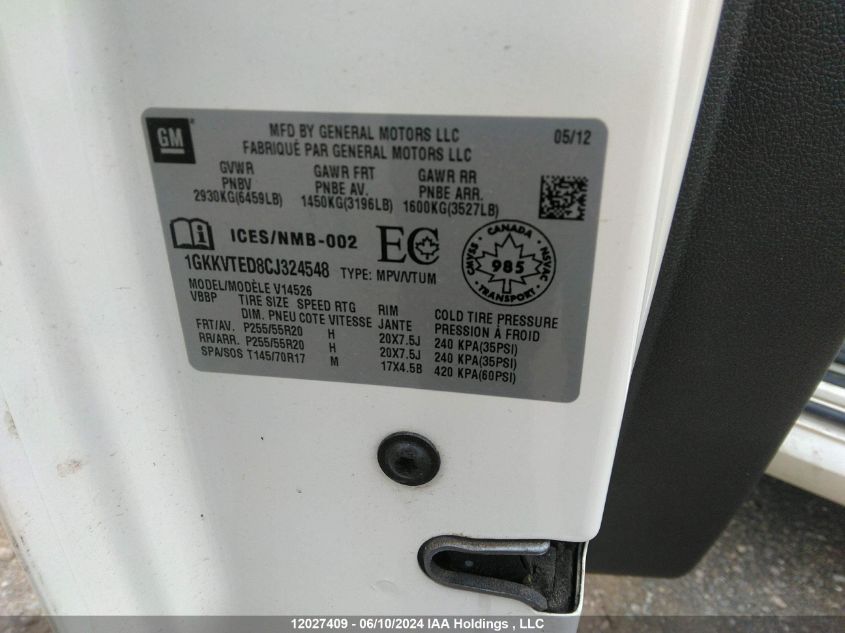 GM
MFD BY GENERAL MOTORS LLC 05/12
FABRIQUÉ PAR GENERAL MOTORS LLC
GVWR GAWR FRT GAWR RR
PNBV PNBE AV. PNBE ARR.
2930KG(6459LB) 1450KG(3196LB) 1600KG(3527LB)
i ICES/NMB-002 EC
CANADA
CMVSS 985 NSVAC
TRANSPORT
1GKKVTED8CJ324548 TYPE: MPV/VTUM
MODEL/MODÈLE V14526
VBBP TIRE SIZE SPEED RTG RIM COLD TIRE PRESSURE
DIM. PNEU COTE VITESSE JANTE PRESSION À FROID
FRT/AV. P255/55R20 H 20X7.5J 240 KPA(35PSI)
RR/ARR. P255/55R20 H 20X7.5J 240 KPA(35PSI)
SPA/SOS T145/70R17 M 17X4.5B 420 KPA(60PSI)
12027409 - 06/10/2024 IAA Holdings , LLC